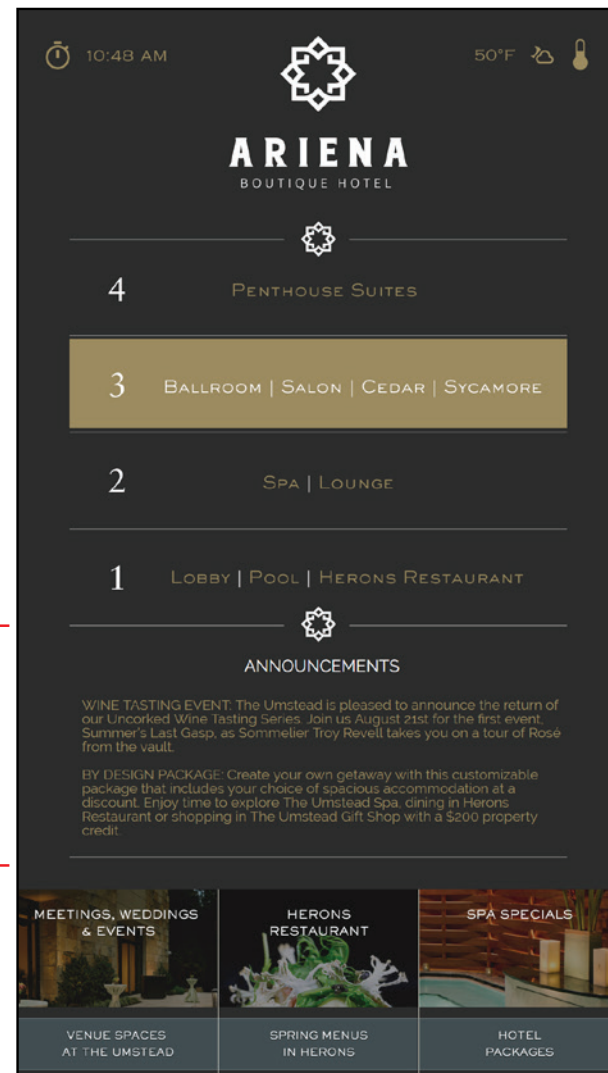 10:48 AM
50°F
ARIENA
BOUTIQUE HOTEL
4 PENTHOUSE SUITES
3 BALLROOM | SALON | CEDAR | SYCAMORE
2 SPA | LOUNGE
1 LOBBY | POOL | HERONS RESTAURANT
ANNOUNCEMENTS
WINE TASTING EVENT: The Umstead is pleased to announce the return of
our Uncorked Wine Tasting Series. Join us August 21st for the first event,
Summer's Last Gasp, as Sommelier Troy Revell takes you on a tour of Rosé
from the vault.
BY DESIGN PACKAGE: Create your own getaway with this customizable
package that includes your choice of spacious accommodation at a
discount. Enjoy time to explore The Umstead Spa, dining in Herons
Restaurant or shopping in The Umstead Gift Shop with a $200 property
credit.
MEETINGS, WEDDINGS
& EVENTS
HERONS
RESTAURANT
SPA SPECIALS
VENUE SPACES
AT THE UMSTEAD
SPRING MENUS
IN HERONS
HOTEL
PACKAGES